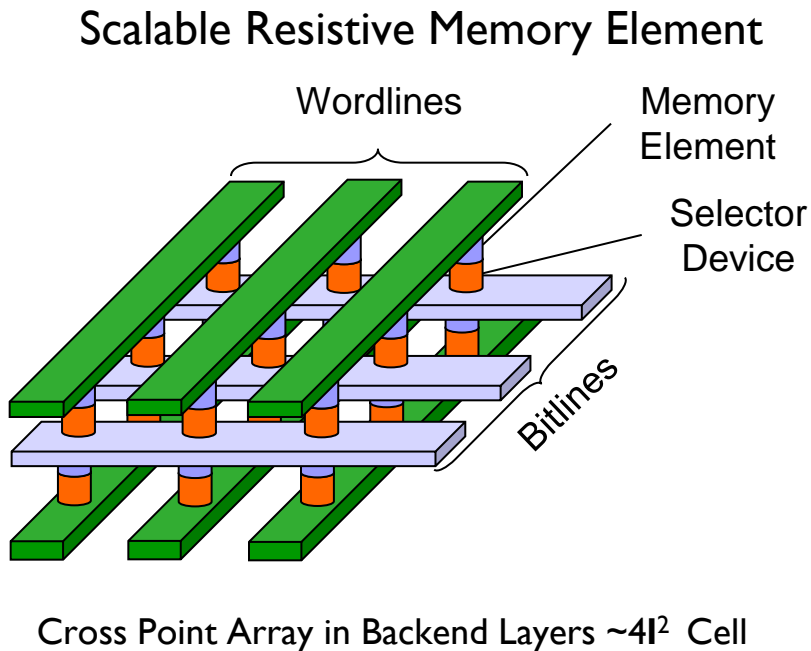 Scalable Resistive Memory Element
Wordlines
Memory
Element
Selector
Device
Bitlines
Cross Point Array in Backend Layers ~4l² Cell